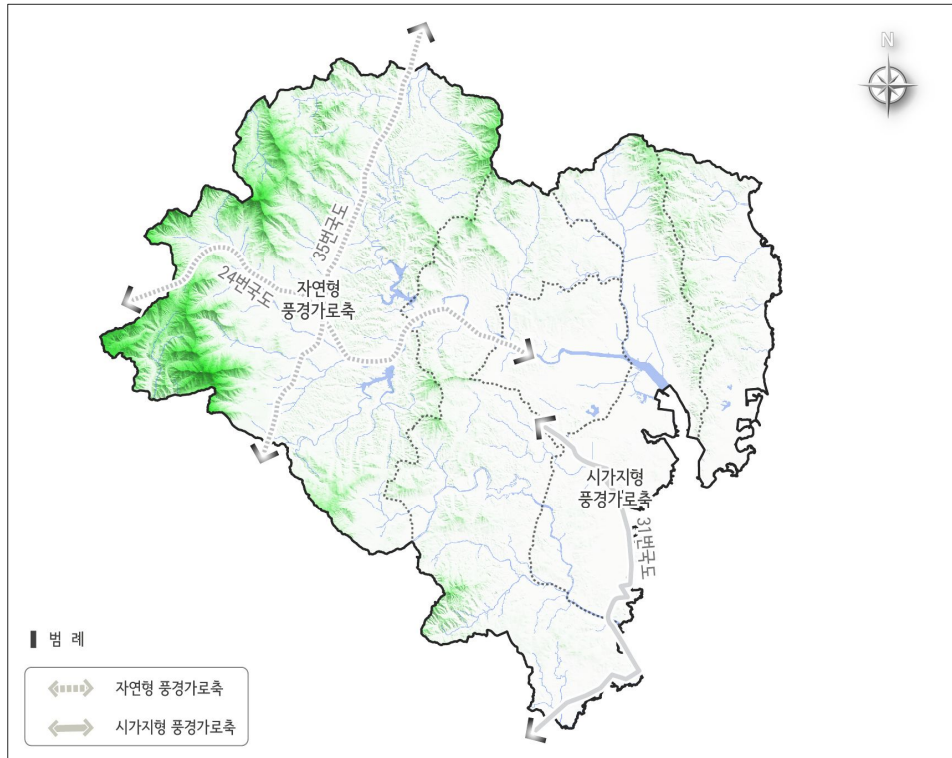 N
35번국도
24번국도
자연형
풍경가로축
시가지형
풍경가로축
31번국도
범 례
자연형 풍경가로축
시가지형 풍경가로축